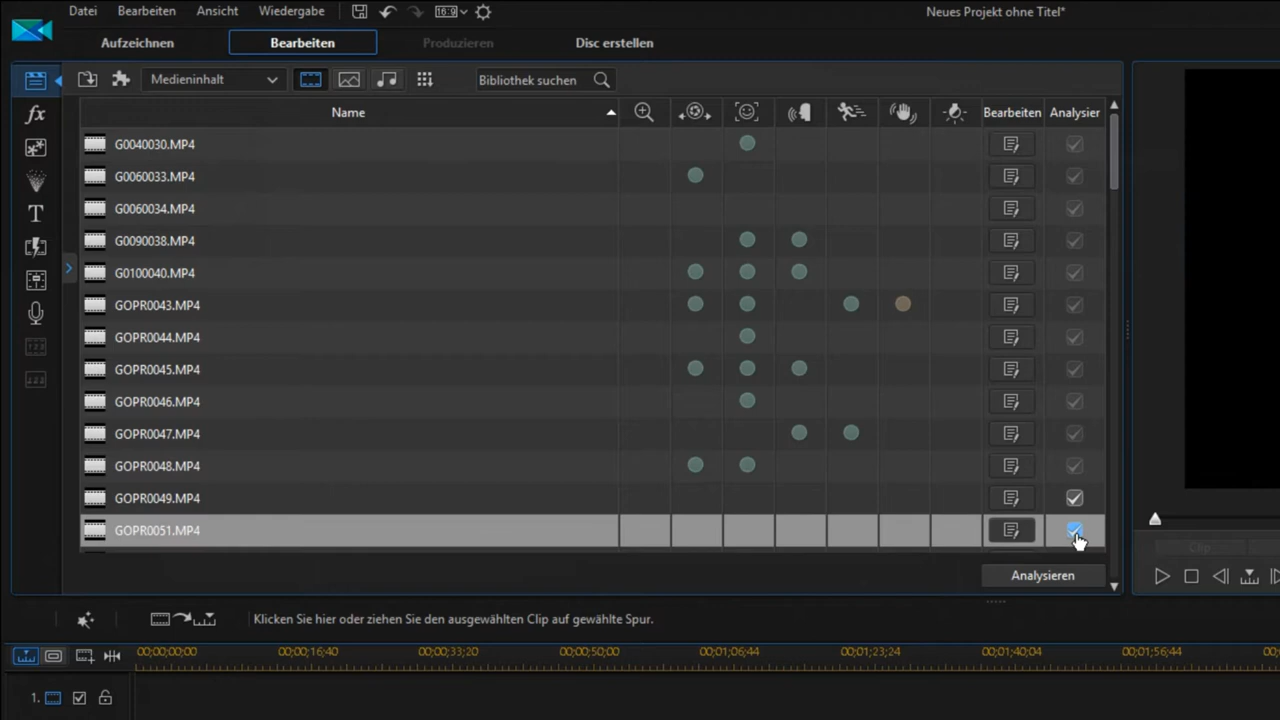 Datei Bearbeiten Ansicht Wiedergabe 16:9 Neues Projekt ohne Titel*
Aufzeichnen Bearbeiten Produzieren Disc erstellen
Medieninhalt Bibliothek suchen
Name Bearbeiten Analysier
G0040030.MP4
G0060033.MP4
G0060034.MP4
G0090038.MP4
G0100040.MP4
GOPR0043.MP4
GOPR0044.MP4
GOPR0045.MP4
GOPR0046.MP4
GOPR0047.MP4
GOPR0048.MP4
GOPR0049.MP4
GOPR0051.MP4
Clip
Analysieren
Klicken Sie hier oder ziehen Sie den ausgewählten Clip auf gewählte Spur.
00;00;00;00 00;00;16;40 00;00;33;20 00;00;50;00 00;01;06;44 00;01;23;24 00;01;40;04 00;01;56;44
1.